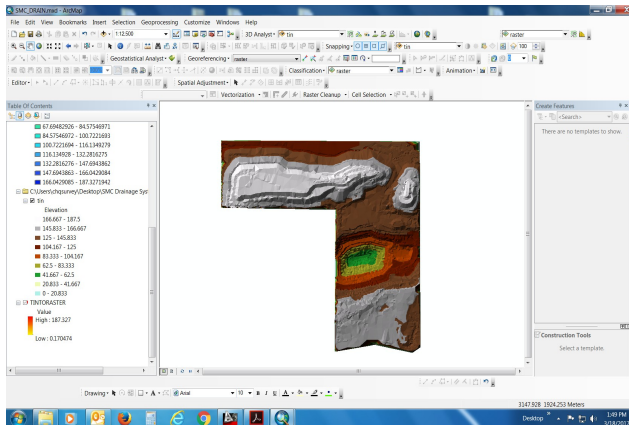 SMC_DRAIN.mxd - ArcMap
File Edit View Bookmarks Insert Selection Geoprocessing Customize Windows Help
1:12,500 3D Analyst tin raster
Snapping tin 100
Geostatistical Analyst Georeferencing raster 0
Classification raster Animation
Editor Spatial Adjustment
Vectorization Raster Cleanup Cell Selection
Table Of Contents
67.69482926 - 84.57546971
84.57546972 - 100.7221693
100.7221694 - 116.1349279
116.134928 - 132.2816275
132.2816276 - 147.6943862
147.6943863 - 166.0429084
166.0429085 - 187.3271942
C:\Users\chqsurvey\Desktop\SMC Drainage Sys
tin
Elevation
166.667 - 187.5
145.833 - 166.667
125 - 145.833
104.167 - 125
83.333 - 104.167
62.5 - 83.333
41.667 - 62.5
20.833 - 41.667
0 - 20.833
TINTORASTER
Value
High : 187.327
Low : 0.170474
Create Features
<Search>
There are no templates to show.
Construction Tools
Select a template.
Drawing Arial 10 B I U A
3147.928 1924.253 Meters
Desktop 1:49 PM